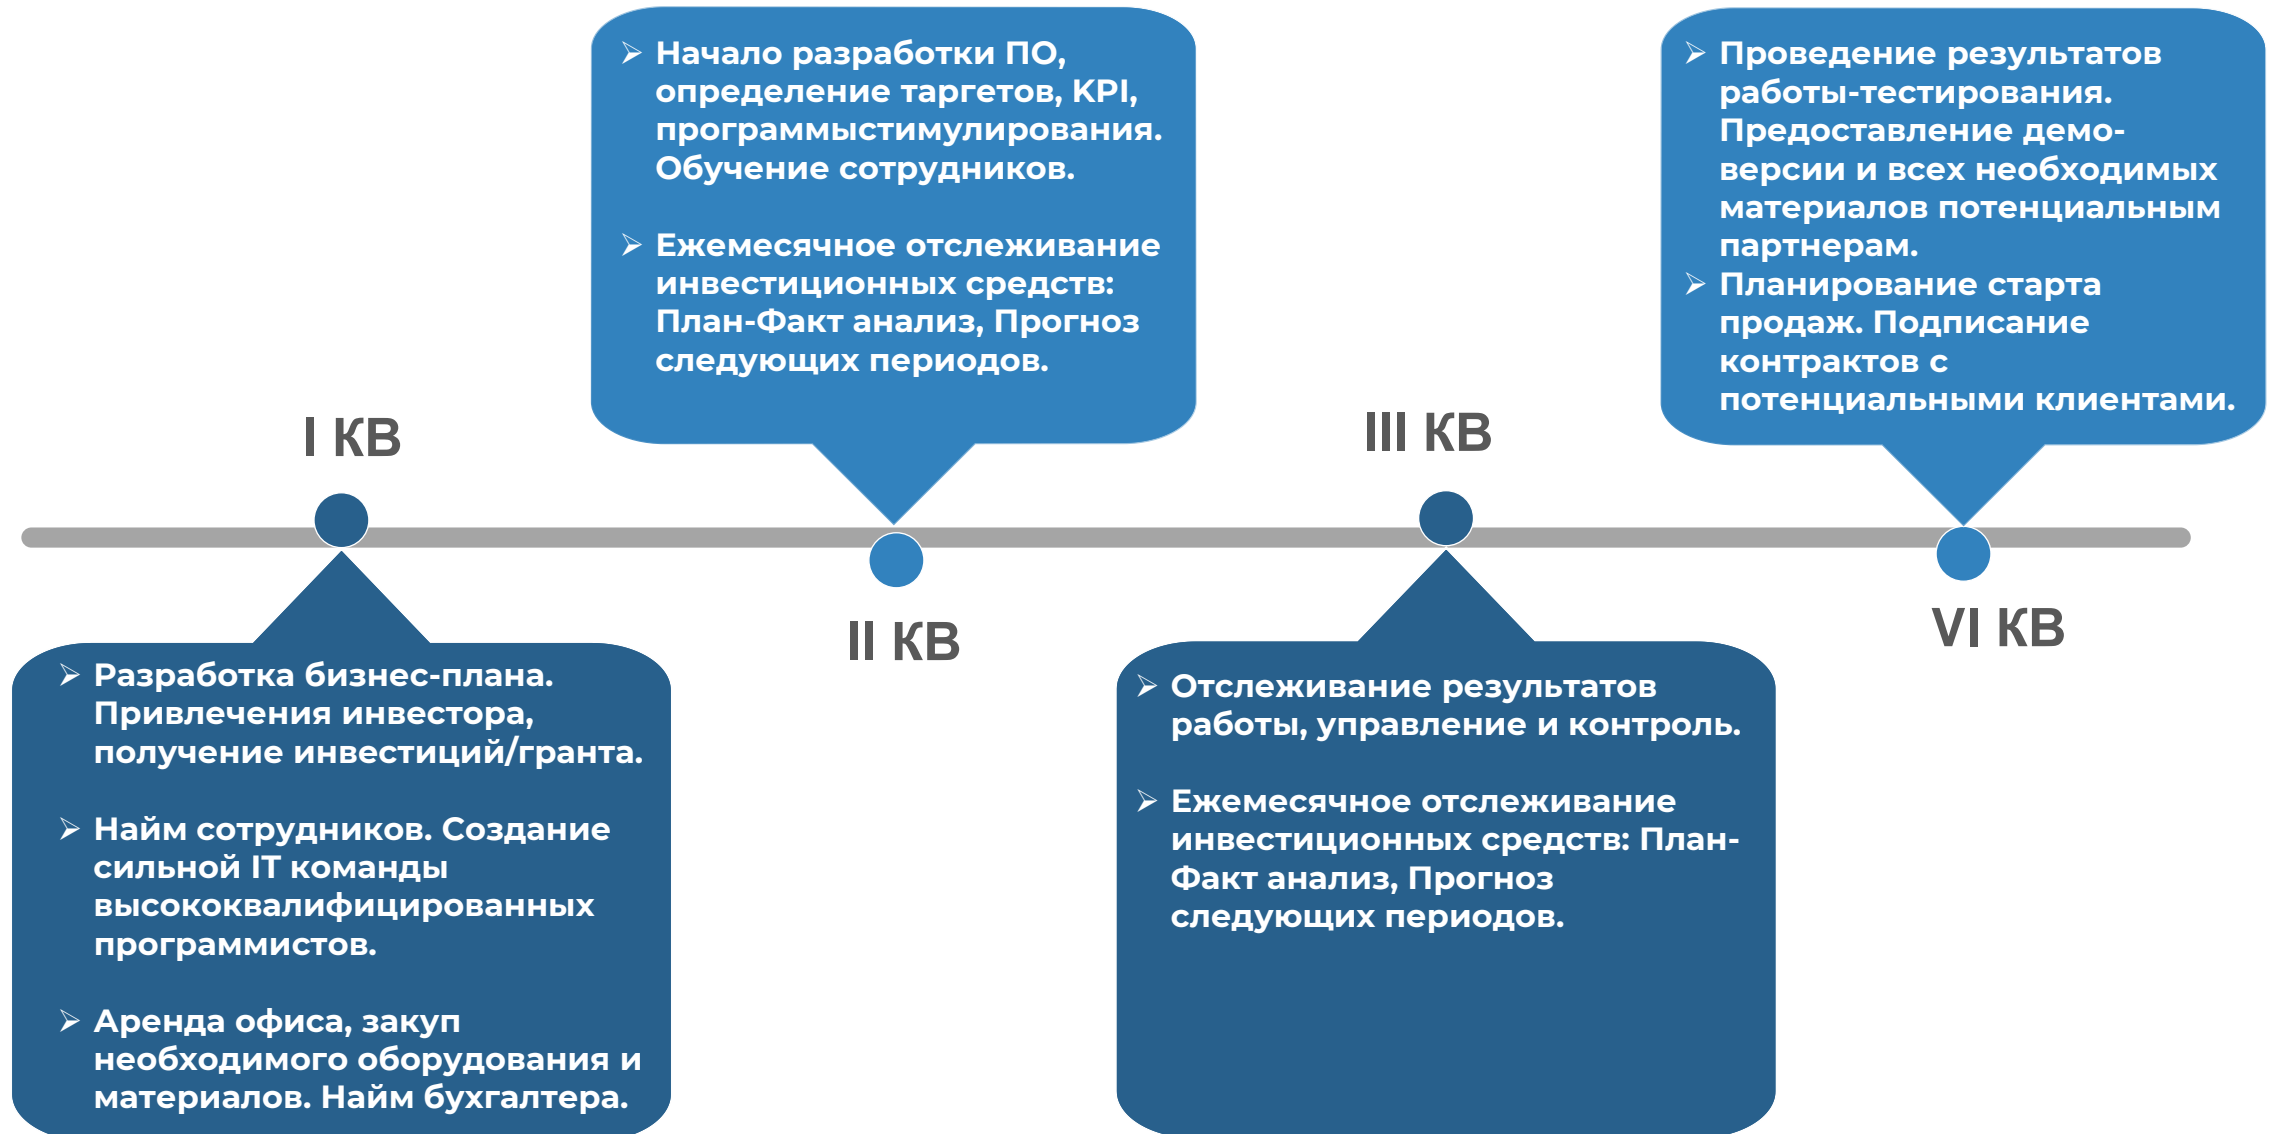 I КВ
➢ Разработка бизнес-плана.
Привлечения инвестора,
получение инвестиций/гранта.
➢ Найм сотрудников. Создание
сильной IT команды
высококвалифицированных
программистов.
➢ Аренда офиса, закуп
необходимого оборудования и
материалов. Найм бухгалтера.
➢ Начало разработки ПО,
определение таргетов, KPI,
программыстимулирования.
Обучение сотрудников.
➢ Ежемесячное отслеживание
инвестиционных средств:
План-Факт анализ, Прогноз
следующих периодов.
II КВ
III КВ
➢ Отслеживание результатов
работы, управление и контроль.
➢ Ежемесячное отслеживание
инвестиционных средств: План-
Факт анализ, Прогноз
следующих периодов.
➢ Проведение результатов
работы-тестирования.
Предоставление демо-
версии и всех необходимых
материалов потенциальным
партнерам.
➢ Планирование старта
продаж. Подписание
контрактов с
потенциальными клиентами.
VI КВ